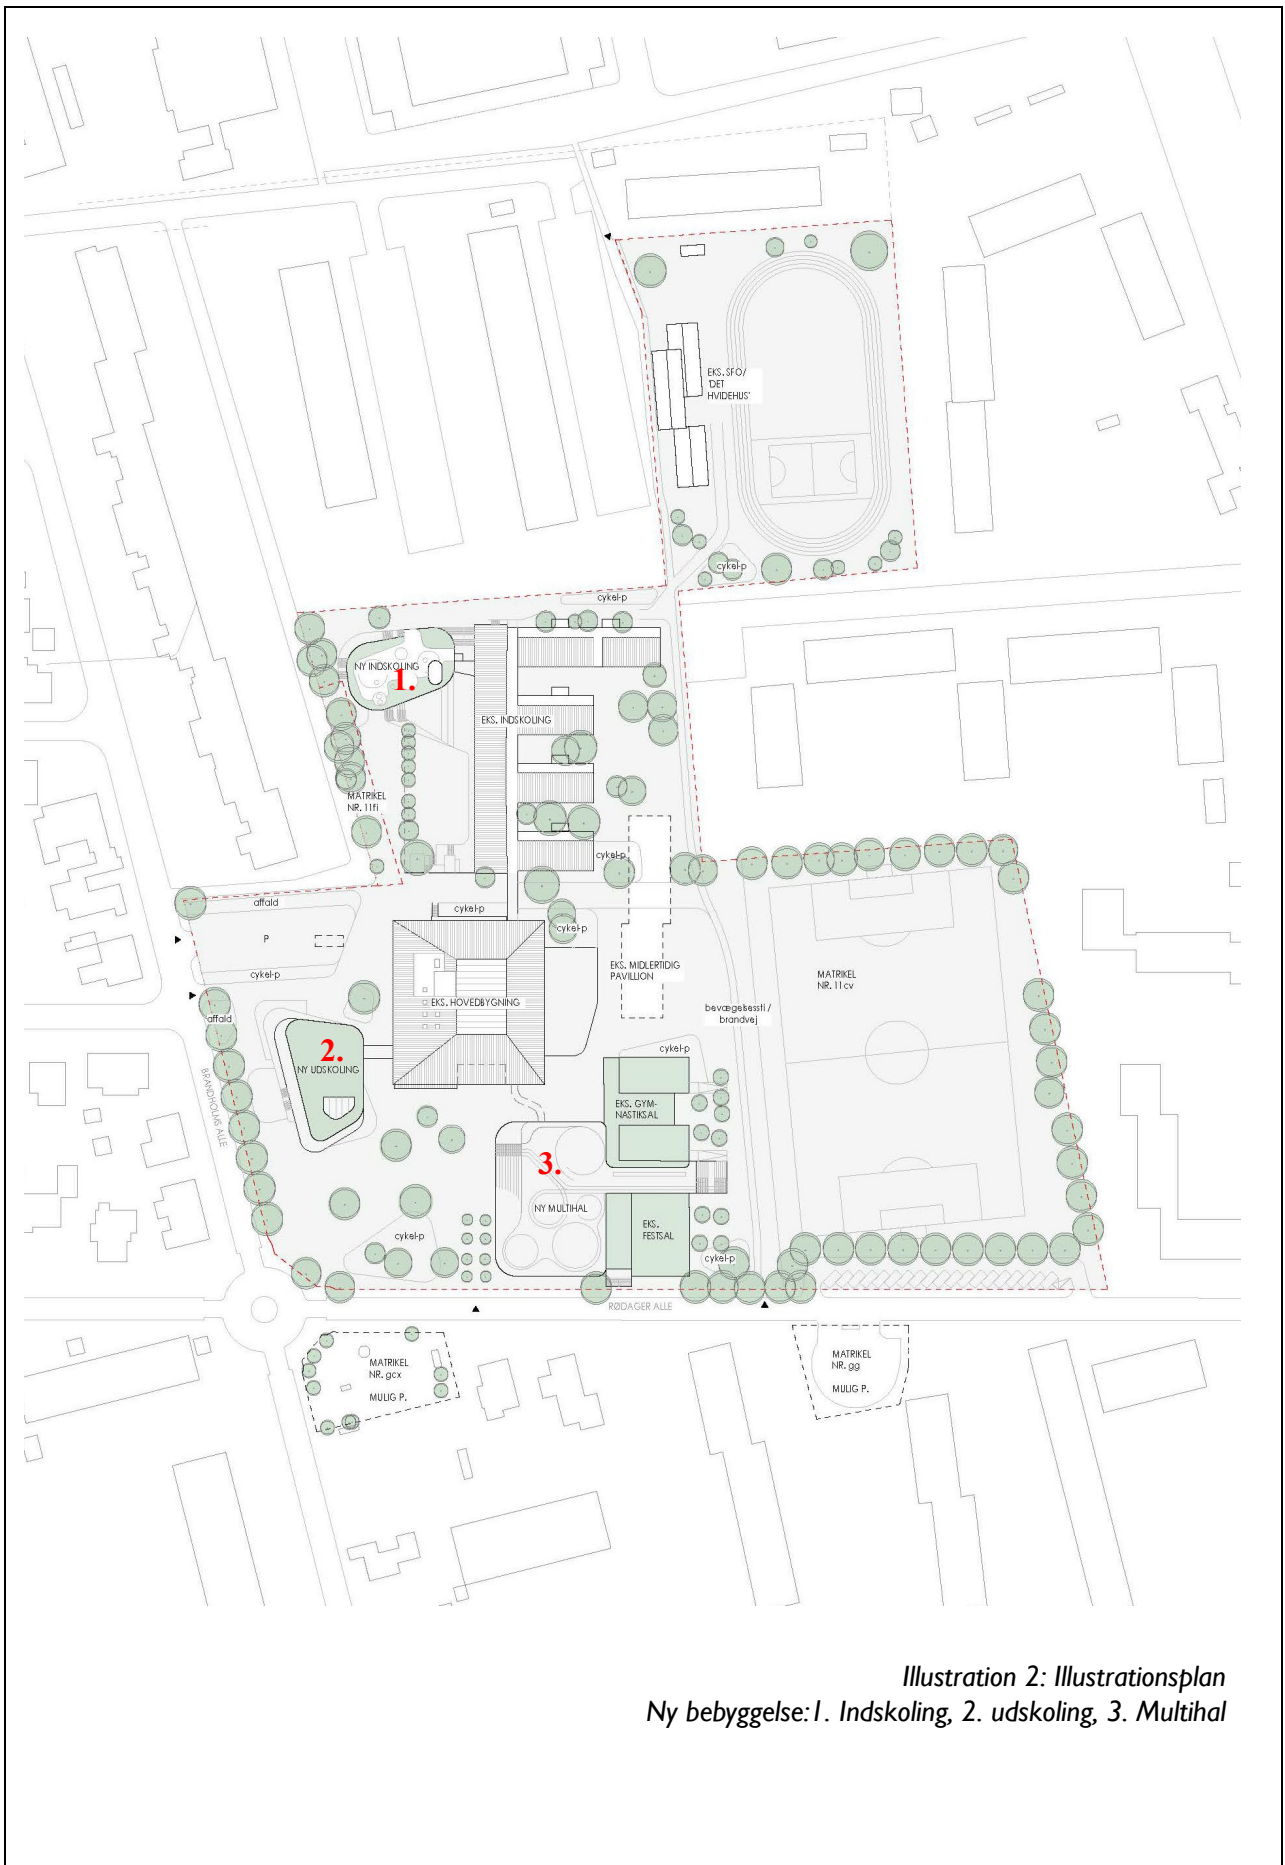 EKS. SFO/
'DET
HVIDEHUS'
cykel-p
cykel-p
NY INDSKOLING
1.
EKS. INDSKOLING
MATRIKEL
NR. 11fi
cykel-p
affald
cykel-p
P
cykel-p
cykel-p
EKS. MIDLERTIDIG
PAVILLION
MATRIKEL
NR. 11cv
EKS. HOVEDBYGNING
bevægelsessti /
brandvej
affald
2.
NY UDSKOLING
cykel-p
BRANDHOLMS ALLE
EKS. GYM-
NASTIKSAL
3.
NY MULTIHAL
EKS.
FESTSAL
cykel-p
cykel-p
RØDAGER ALLE
MATRIKEL
NR. gcx
MULIG P.
MATRIKEL
NR. gg
MULIG P.
Illustration 2: Illustrationsplan
Ny bebyggelse:1. Indskoling, 2. udskoling, 3. Multihal